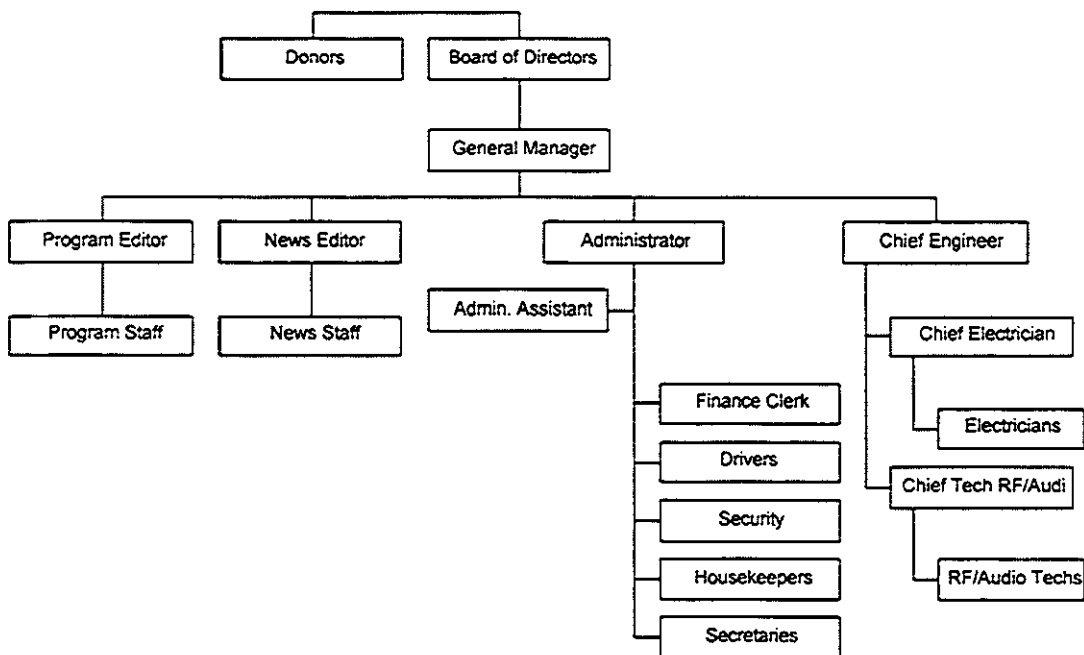 Donors
Board of Directors
General Manager
Program Editor
News Editor
Administrator
Chief Engineer
Program Staff
News Staff
Admin. Assistant
Chief Electrician
Finance Clerk
Electricians
Drivers
Chief Tech RF/Audi
Security
Housekeepers
RF/Audio Techs
Secretaries